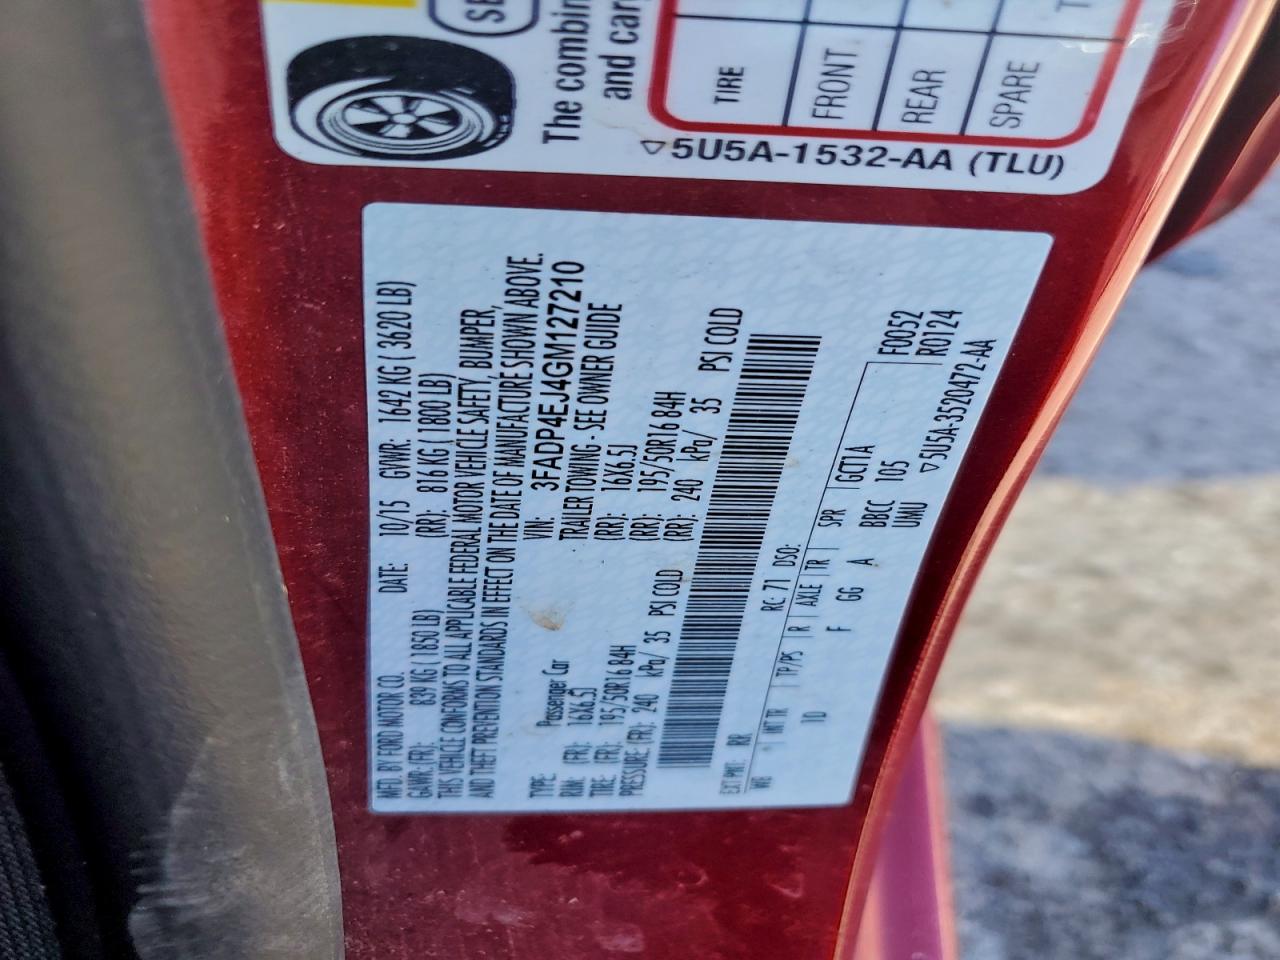 SE
The combin
and carg
TIRE
FRONT
REAR
SPARE
5U5A-1532-AA (TLU)
MFD. BY FORD MOTOR CO. DATE: 10/15 GVWR: 1642 KG ( 3620 LB)
GAWR: (FR): 839 KG ( 1850 LB) (RR): 816 KG ( 1800 LB)
THIS VEHICLE CONFORMS TO ALL APPLICABLE FEDERAL MOTOR VEHICLE SAFETY, BUMPER,
AND THEFT PREVENTION STANDARDS IN EFFECT ON THE DATE OF MANUFACTURE SHOWN ABOVE.
VIN: 3FADP4EJ4GM127210
TYPE: Passenger Car TRAILER TOWING - SEE OWNER GUIDE
RIM: (FR): 16X6.5J (RR): 16X6.5J
TIRE: (FR): 195/50R16 84H (RR): 195/50R16 84H
PRESSURE: (FR): 240 kPa/ 35 PSI COLD (RR): 240 kPa/ 35 PSI COLD
EXT PNT: RR RC: 71 DSO: F0052
WB INT TR TP/PS R AXLE TR SPR GCT1A R0124
10 F GG A BBCC 105
UMU 5U5A-3520472-AA